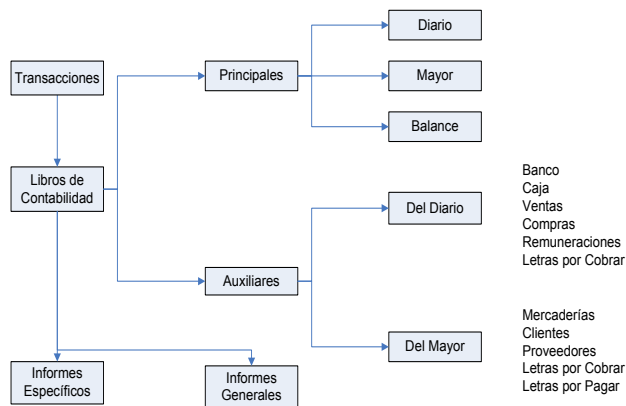 Diario
Transacciones
Principales
Mayor
Balance
Libros de
Contabilidad
Del Diario
Banco
Caja
Ventas
Compras
Remuneraciones
Letras por Cobrar
Auxiliares
Del Mayor
Mercaderías
Clientes
Proveedores
Letras por Cobrar
Letras por Pagar
Informes
Específicos
Informes
Generales